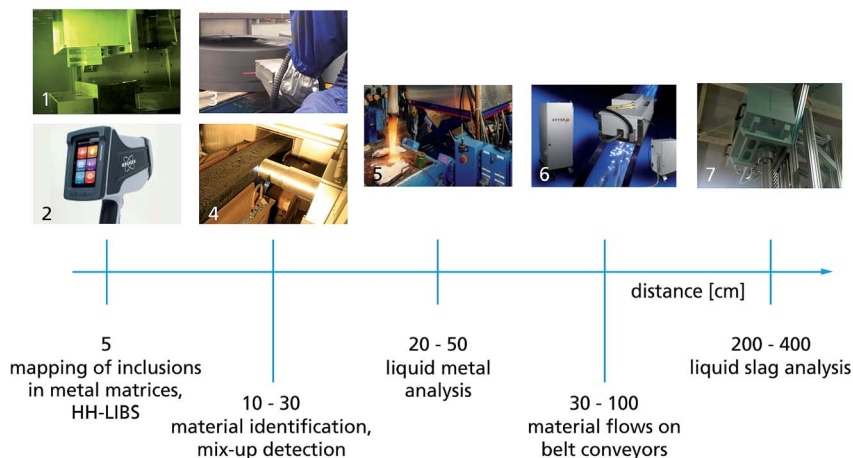 1
2
3
4
5
6
7
distance [cm]
5
mapping of inclusions
in metal matrices,
HH-LIBS
10 - 30
material identification,
mix-up detection
20 - 50
liquid metal
analysis
30 - 100
material flows on
belt conveyors
200 - 400
liquid slag analysis